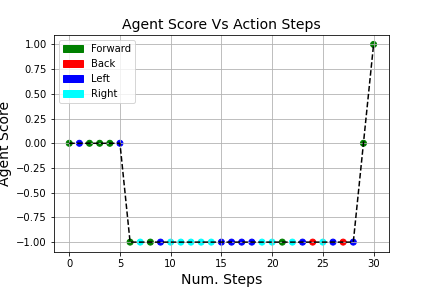 Agent Score Vs Action Steps
1.00
0.75
0.50
0.25
0.00
−0.25
−0.50
−0.75
−1.00
Agent Score
Forward
Back
Left
Right
0 5 10 15 20 25 30
Num. Steps